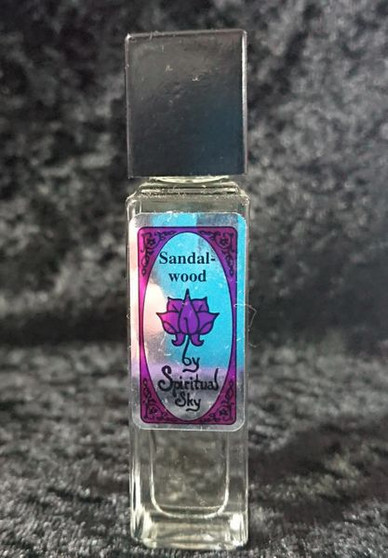 Sandal-
wood
by
Spiritual
Sky